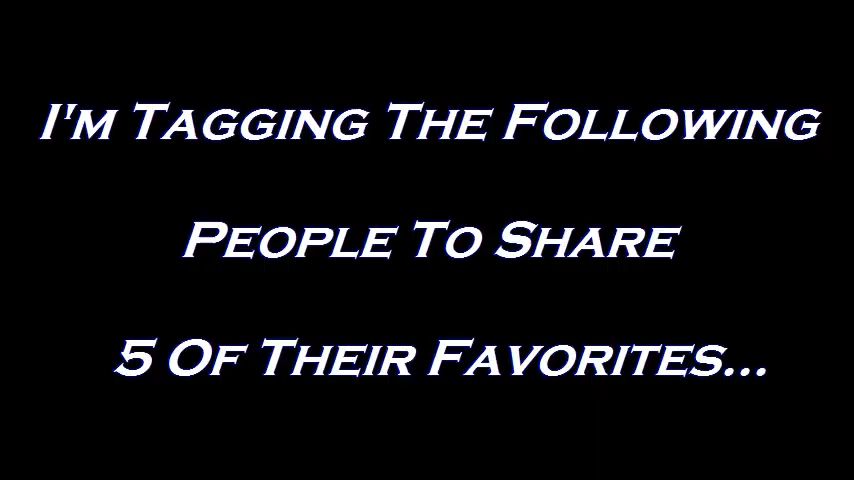 I'm Tagging The Following
People To Share
5 Of Their Favorites...